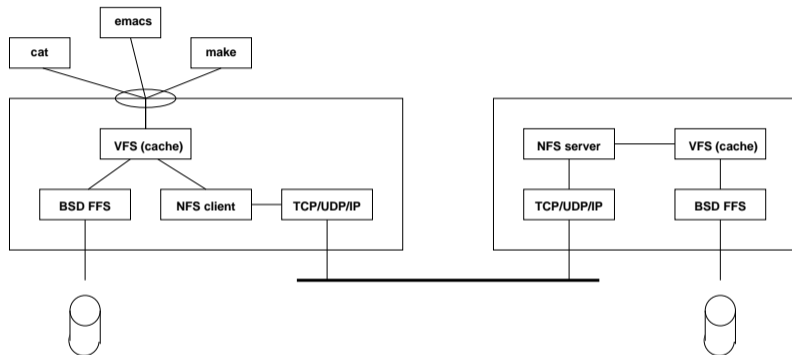 emacs
cat
make
VFS (cache)
BSD FFS
NFS client
TCP/UDP/IP
NFS server
VFS (cache)
TCP/UDP/IP
BSD FFS